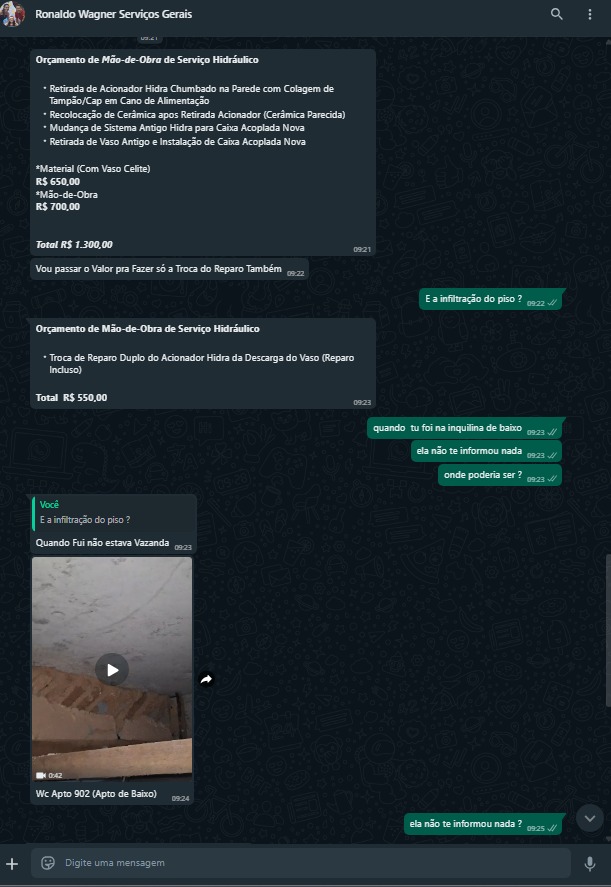 Ronaldo Wagner Serviços Gerais
09:21
Orçamento de Mão-de-Obra de Serviço Hidráulico
• Retirada de Acionador Hidra Chumbado na Parede com Colagem de
Tampão/Cap em Cano de Alimentação
• Recolocação de Cerâmica apos Retirada Acionador (Cerâmica Parecida)
• Mudança de Sistema Antigo Hidra para Caixa Acoplada Nova
• Retirada de Vaso Antigo e Instalação de Caixa Acoplada Nova
*Material (Com Vaso Celite)
R$ 650,00
*Mão-de-Obra
R$ 700,00
Total R$ 1.300,00
09:21
Vou passar o Valor pra Fazer só a Troca do Reparo Também 09:22
E a infiltração do piso ? 09:22
Orçamento de Mão-de-Obra de Serviço Hidráulico
• Troca de Reparo Duplo do Acionador Hidra da Descarga do Vaso (Reparo
Incluso)
Total R$ 550,00
09:23
quando tu foi na inquilina de baixo 09:23
ela não te informou nada 09:23
onde poderia ser ? 09:23
Você
E a infiltração do piso ?
Quando Fui não estava Vazanda 09:23
0:42
Wc Apto 902 (Apto de Baixo) 09:24
ela não te informou nada ? 09:25
Digite uma mensagem